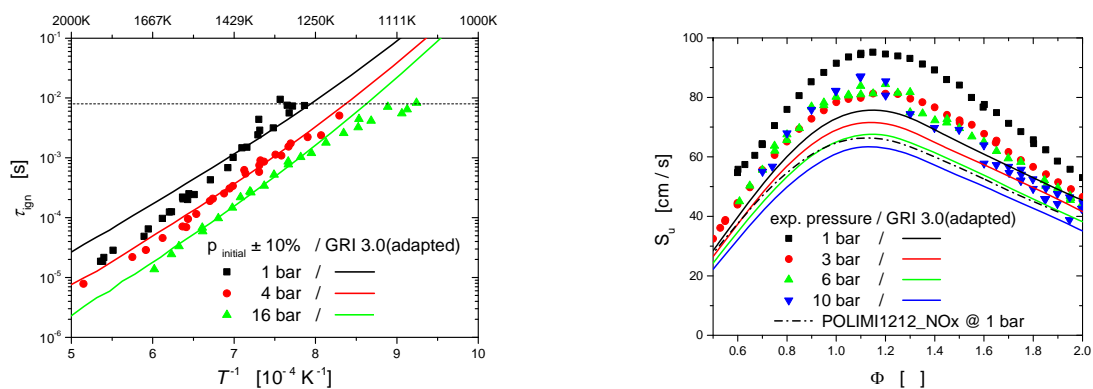 2000K 1667K 1429K 1250K 1111K 1000K
10⁻¹
10⁻²
10⁻³
10⁻⁴
10⁻⁵
10⁻⁶
τign [s]
p initial ± 10% / GRI 3.0(adapted)
1 bar /
4 bar /
16 bar /
5 6 7 8 9 10
T⁻¹ [10⁻⁴ K⁻¹]
100
80
60
40
20
0
Su [cm / s]
exp. pressure / GRI 3.0(adapted)
1 bar /
3 bar /
6 bar /
10 bar /
POLIMI1212_NOx @ 1 bar
0.6 0.8 1.0 1.2 1.4 1.6 1.8 2.0
Φ [ ]